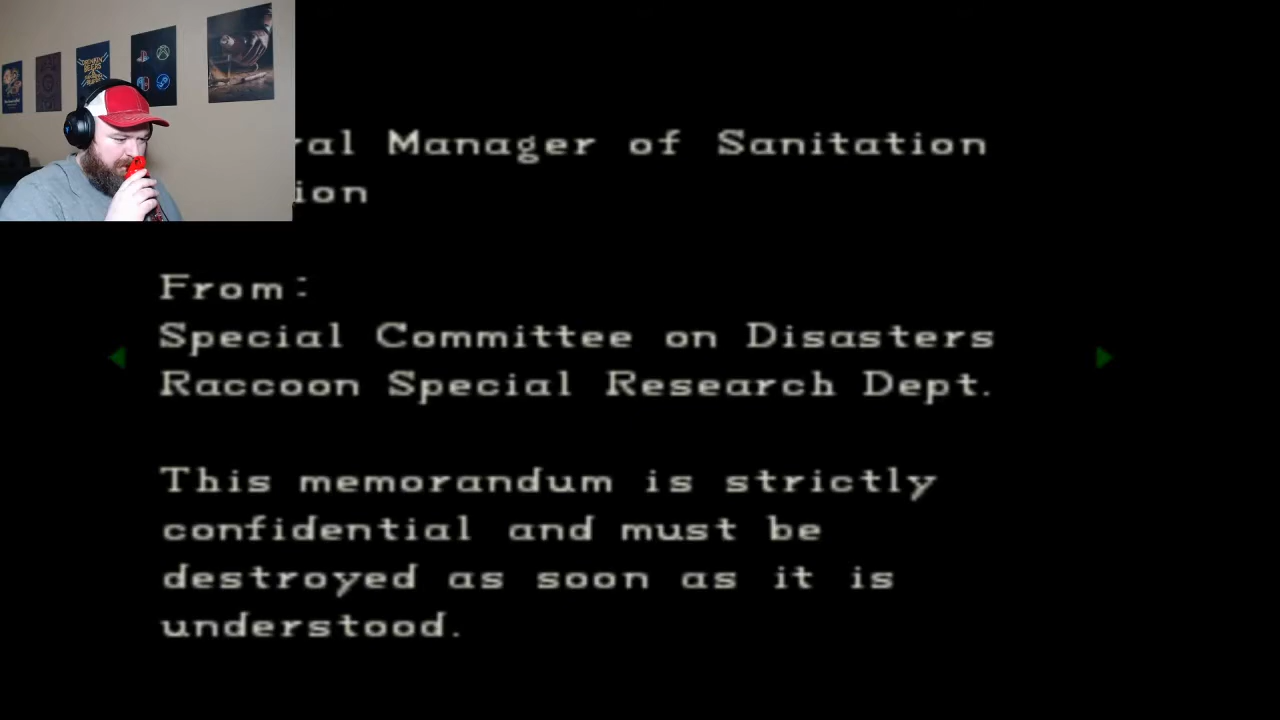 ral Manager of Sanitation
ion
From:
Special Committee on Disasters
Raccoon Special Research Dept.
This memorandum is strictly
confidential and must be
destroyed as soon as it is
understood.